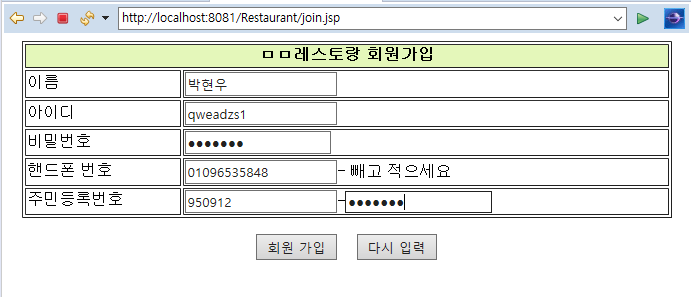 http://localhost:8081/Restaurant/join.jsp
ㅁㅁ레스토랑 회원가입
이름 박현우
아이디 qweadzs1
비밀번호 ●●●●●●●
핸드폰 번호 01096535848 - 빼고 적으세요
주민등록번호 950912 - ●●●●●●●
회원 가입 다시 입력